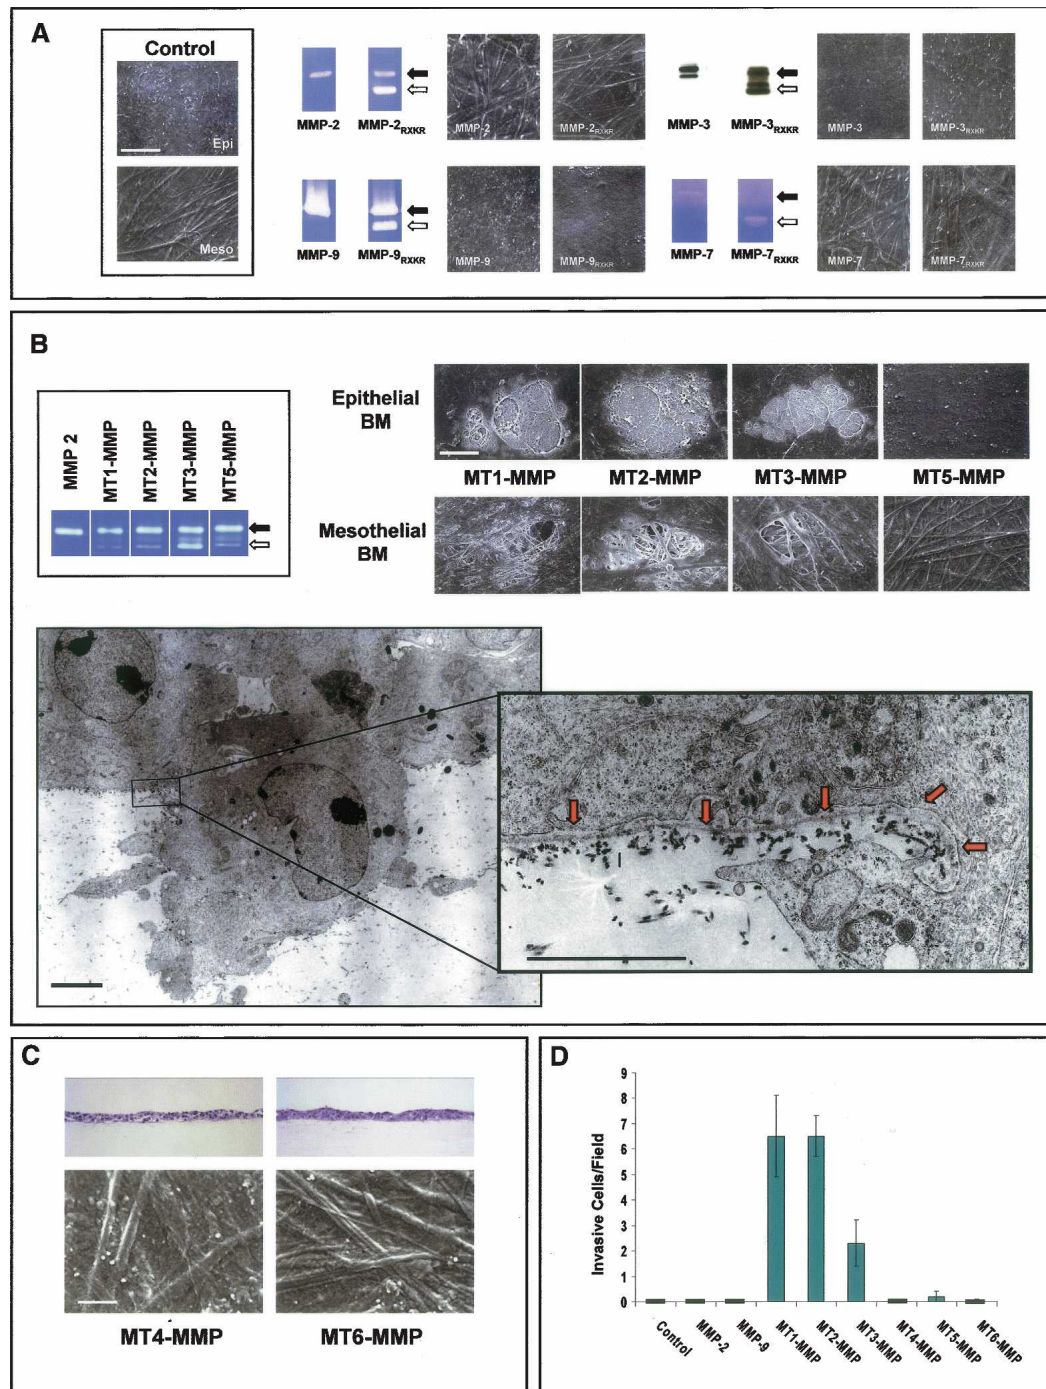 A
Control
Epi
Meso
MMP-2
MMP-2RXKR
MMP-2
MMP-2RXKR
MMP-3
MMP-3RXKR
MMP-3
MMP-3RXKR
MMP-9
MMP-9RXKR
MMP-9
MMP-9RXKR
MMP-7
MMP-7RXKR
MMP-7
MMP-7RXKR
B
MMP 2
MT1-MMP
MT2-MMP
MT3-MMP
MT5-MMP
Epithelial
BM
MT1-MMP
MT2-MMP
MT3-MMP
MT5-MMP
Mesothelial
BM
C
MT4-MMP
MT6-MMP
D
Invasive Cells/Field
9
8
7
6
5
4
3
2
1
0
Control
MMP-2
MMP-9
MT1-MMP
MT2-MMP
MT3-MMP
MT4-MMP
MT5-MMP
MT6-MMP